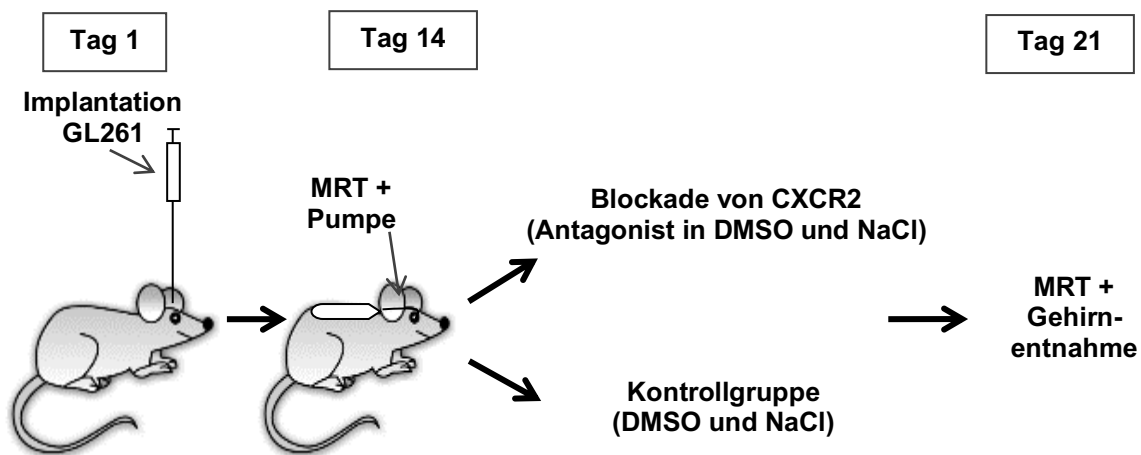 Tag 1
Tag 14
Tag 21
Implantation
GL261
MRT +
Pumpe
Blockade von CXCR2
(Antagonist in DMSO und NaCl)
Kontrollgruppe
(DMSO und NaCl)
MRT +
Gehirn-
entnahme